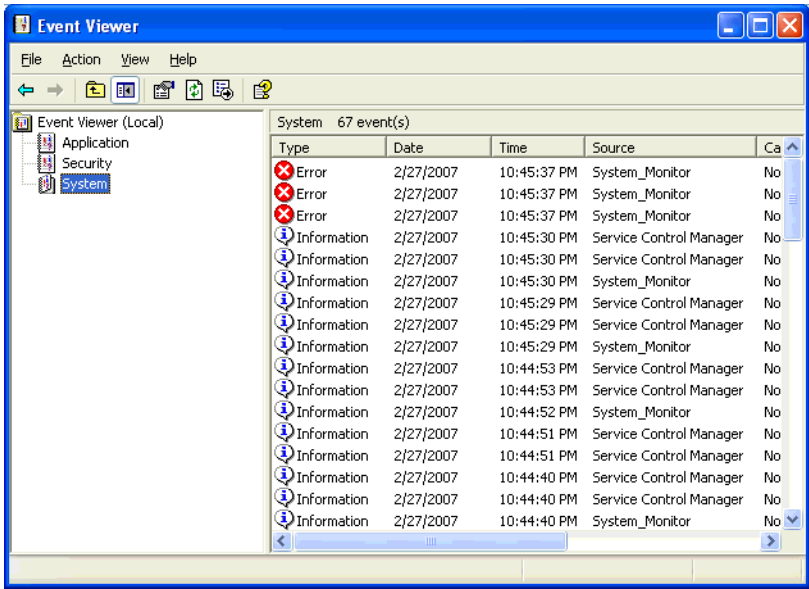 Event Viewer
File Action View Help
Event Viewer (Local)
Application
Security
System
System 67 event(s)
Type Date Time Source Ca
Error 2/27/2007 10:45:37 PM System_Monitor No
Error 2/27/2007 10:45:37 PM System_Monitor No
Error 2/27/2007 10:45:37 PM System_Monitor No
Information 2/27/2007 10:45:30 PM Service Control Manager No
Information 2/27/2007 10:45:30 PM Service Control Manager No
Information 2/27/2007 10:45:30 PM System_Monitor No
Information 2/27/2007 10:45:29 PM Service Control Manager No
Information 2/27/2007 10:45:29 PM Service Control Manager No
Information 2/27/2007 10:45:29 PM System_Monitor No
Information 2/27/2007 10:44:53 PM Service Control Manager No
Information 2/27/2007 10:44:53 PM Service Control Manager No
Information 2/27/2007 10:44:52 PM System_Monitor No
Information 2/27/2007 10:44:51 PM Service Control Manager No
Information 2/27/2007 10:44:51 PM Service Control Manager No
Information 2/27/2007 10:44:40 PM Service Control Manager No
Information 2/27/2007 10:44:40 PM Service Control Manager No
Information 2/27/2007 10:44:40 PM System_Monitor No